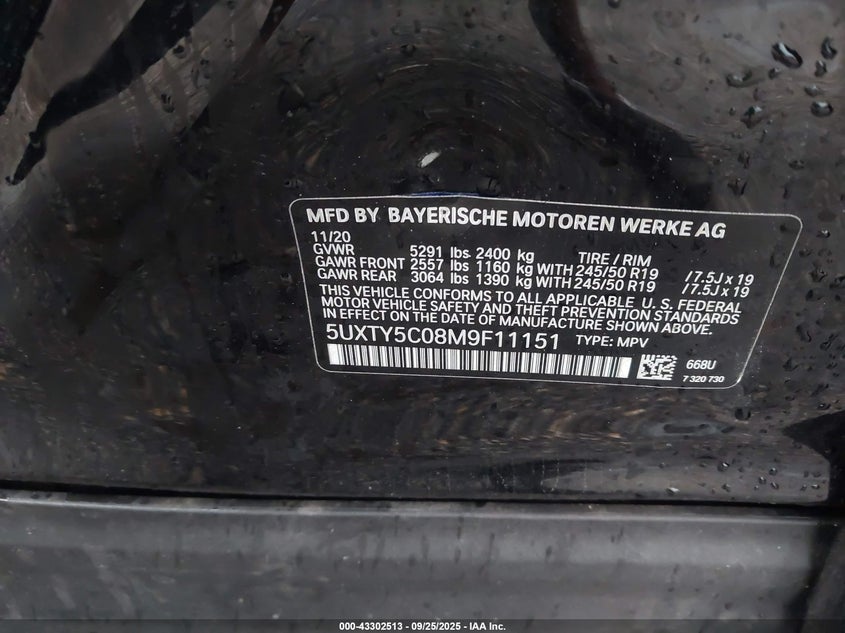 MFD BY BAYERISCHE MOTOREN WERKE AG
11/20
GVWR 5291 lbs 2400 kg TIRE / RIM
GAWR FRONT 2557 lbs 1160 kg WITH 245/50 R19 / 7.5J x 19
GAWR REAR 3064 lbs 1390 kg WITH 245/50 R19 / 7.5J x 19
THIS VEHICLE CONFORMS TO ALL APPLICABLE U. S. FEDERAL
MOTOR VEHICLE SAFETY AND THEFT PREVENTION STANDARDS
IN EFFECT ON THE DATE OF MANUFACTURE SHOWN ABOVE.
5UXTY5C08M9F11151 TYPE: MPV
668U
7 320 730
000-43302513 - 09/25/2025 - IAA Inc.